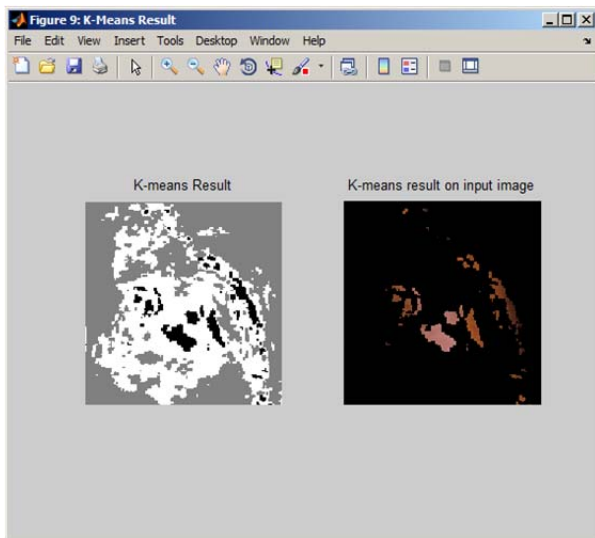 Figure 9: K-Means Result
File Edit View Insert Tools Desktop Window Help
K-means Result
K-means result on input image